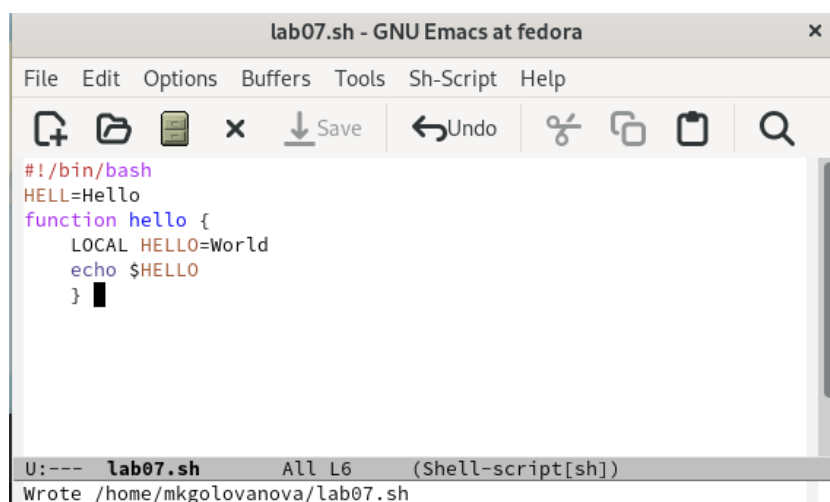 lab07.sh - GNU Emacs at fedora
File Edit Options Buffers Tools Sh-Script Help
Save Undo
#!/bin/bash
HELL=Hello
function hello {
    LOCAL HELLO=World
    echo $HELLO
    }
U:--- lab07.sh All L6 (Shell-script[sh])
Wrote /home/mkgolovanova/lab07.sh